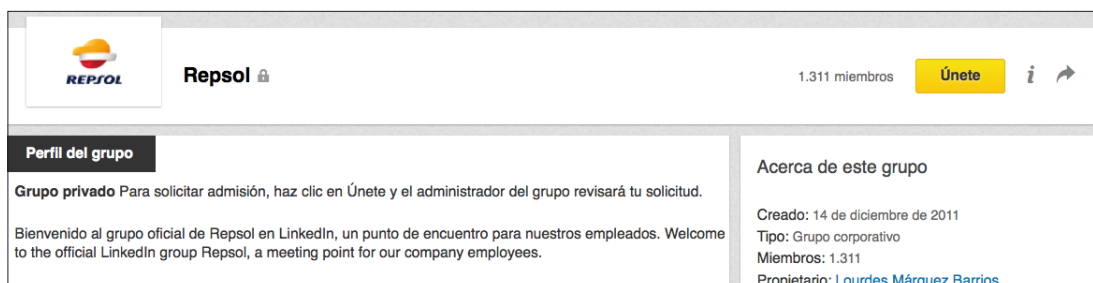 REPSOL
Repsol
1.311 miembros
Únete
i
Perfil del grupo
Grupo privado Para solicitar admisión, haz clic en Únete y el administrador del grupo revisará tu solicitud.
Bienvenido al grupo oficial de Repsol en LinkedIn, un punto de encuentro para nuestros empleados. Welcome
to the official LinkedIn group Repsol, a meeting point for our company employees.
Acerca de este grupo
Creado: 14 de diciembre de 2011
Tipo: Grupo corporativo
Miembros: 1.311
Propietario: Lourdes Márquez Barrios